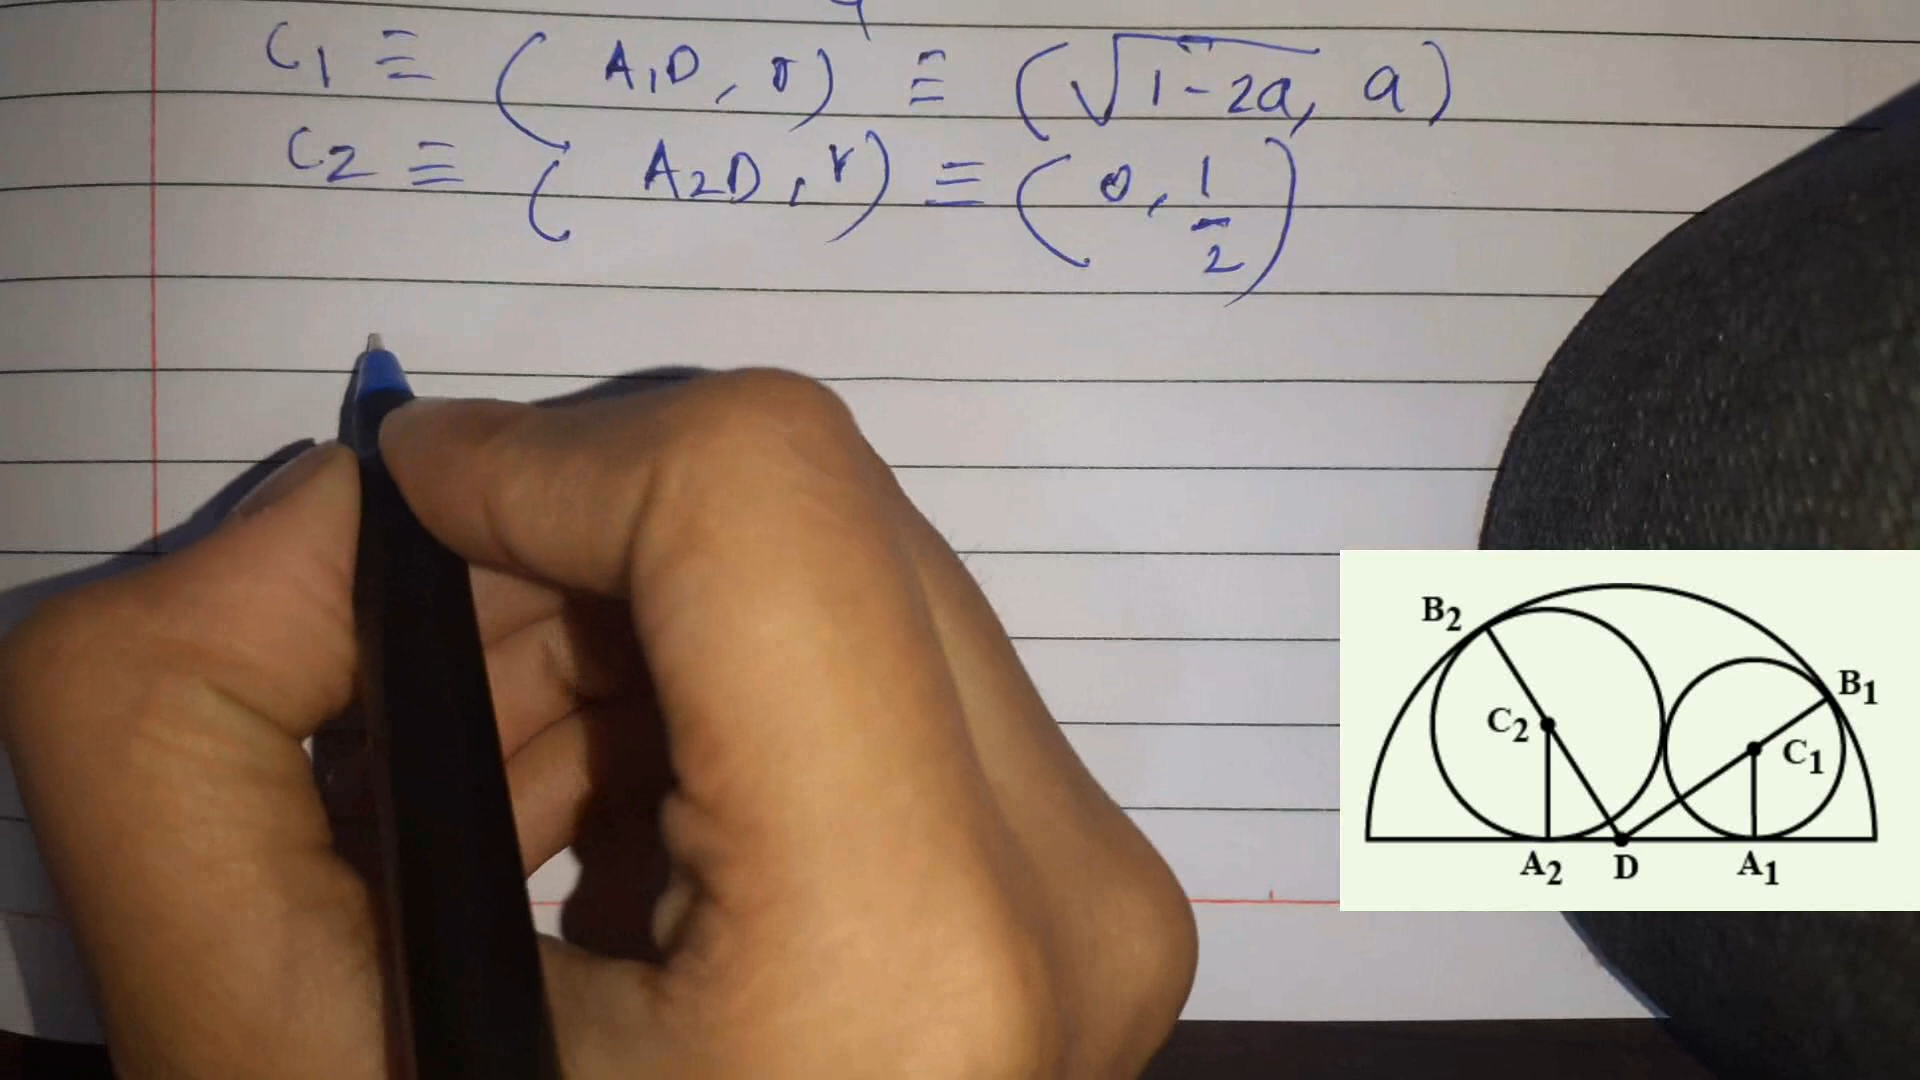 C1 ≡ ( A1D, r) ≡ (√1-2a, a)
C2 ≡ ( A2D, r) ≡ (0, 1/2)
B2
B1
C2
C1
A2 D A1